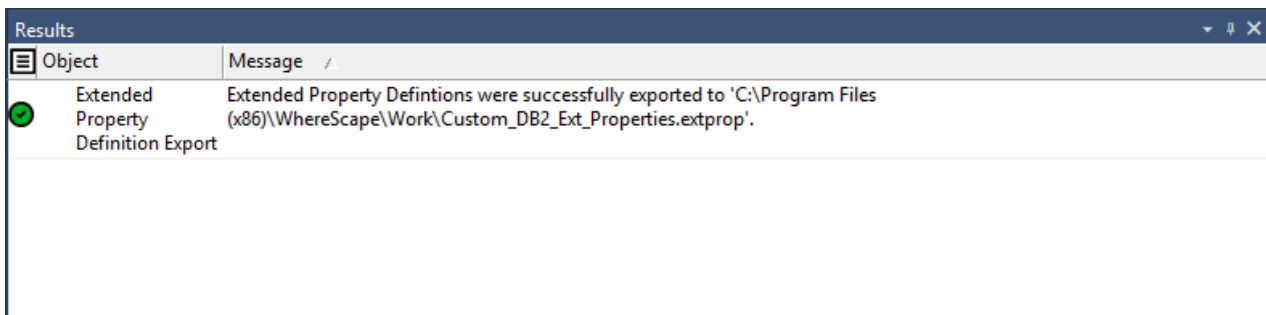 Results
Object Message
Extended Property Definition Export
Extended Property Defintions were successfully exported to 'C:\Program Files
(x86)\WhereScape\Work\Custom_DB2_Ext_Properties.extprop'.